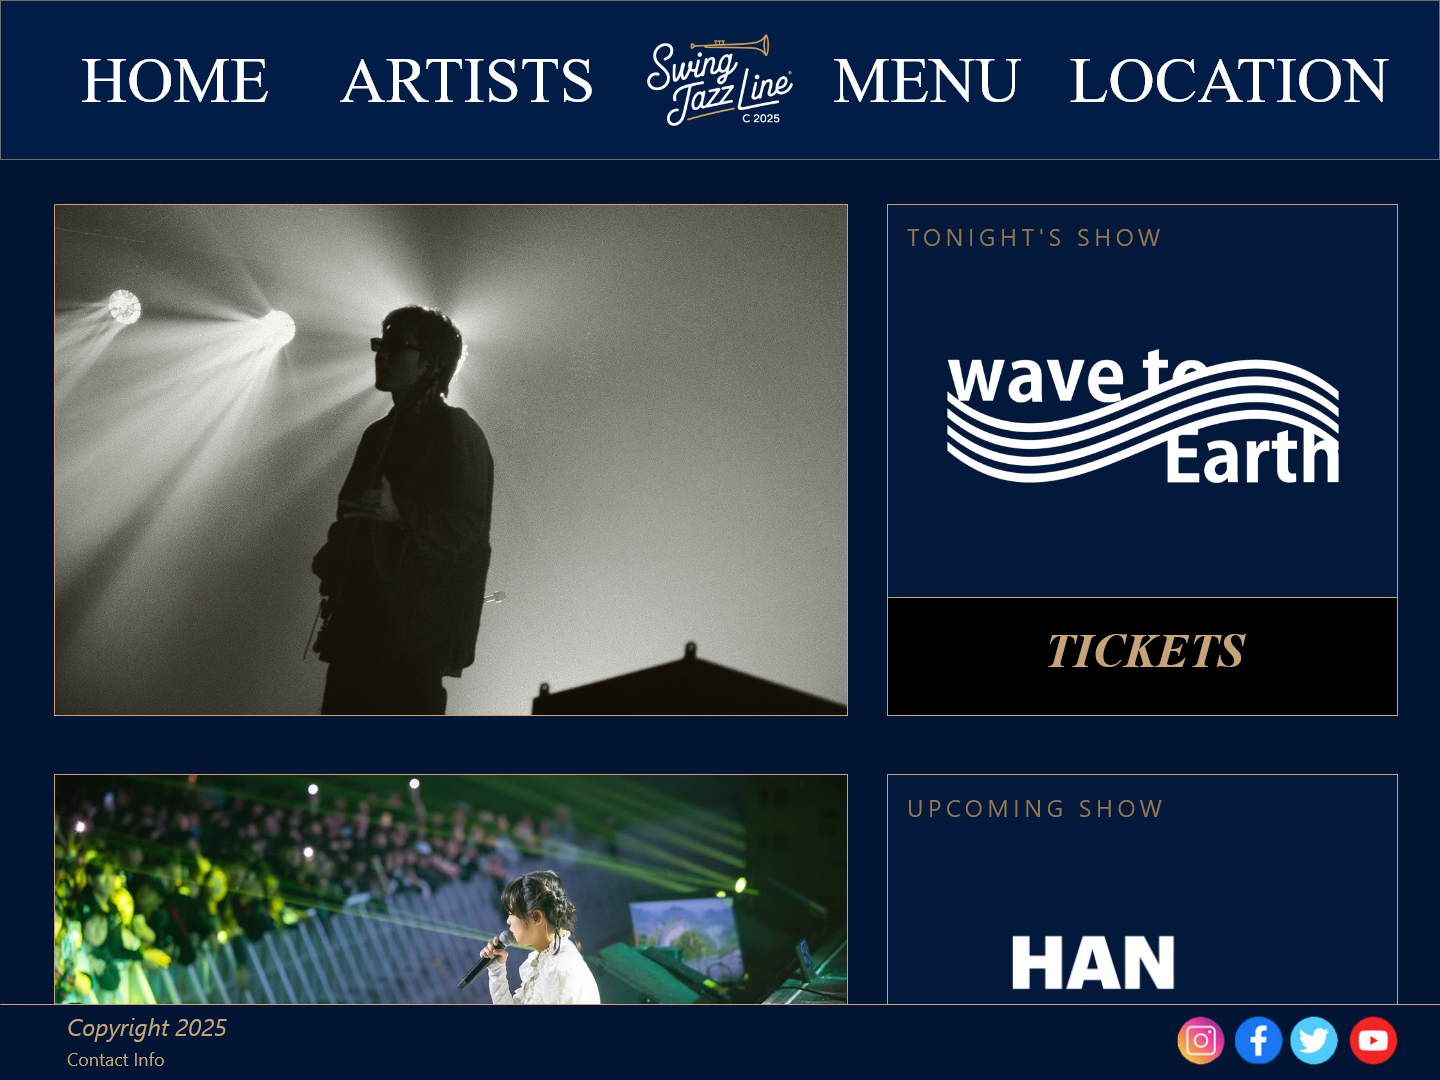 HOME ARTISTS Swing Jazz Line MENU LOCATION
C 2025
TONIGHT'S SHOW
wave to
Earth
TICKETS
UPCOMING SHOW
HAN
Copyright 2025
Contact Info